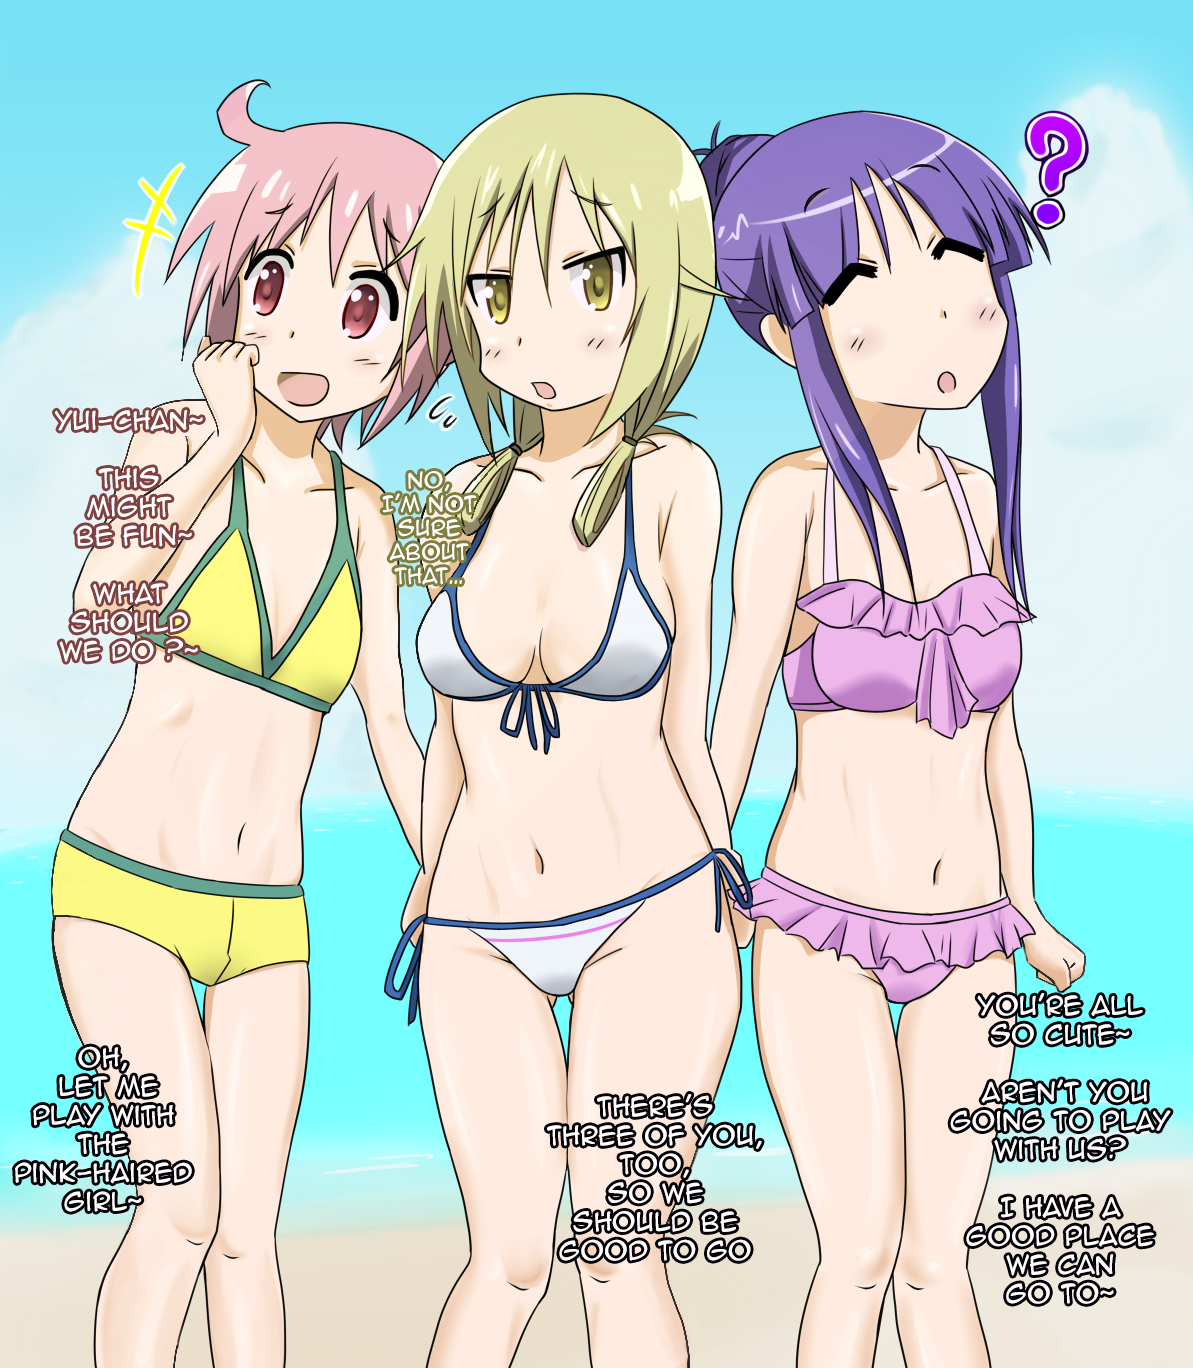 YUI-CHAN~
THIS
MIGHT
BE FUN~
WHAT
SHOULD
WE DO ?~
NO,
I'M NOT
SURE
ABOUT
THAT...
?
YOU'RE ALL
SO CUTE~
AREN'T YOU
GOING TO PLAY
WITH US?
I HAVE A
GOOD PLACE
WE CAN
GO TO~
THERE'S
THREE OF YOU,
TOO,
SO WE
SHOULD BE
GOOD TO GO
OH,
LET ME
PLAY WITH
THE
PINK-HAIRED
GIRL~